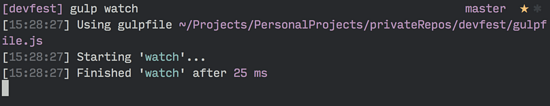 [devfest] gulp watch master ★ ✱
[15:28:27] Using gulpfile ~/Projects/PersonalProjects/privateRepos/devfest/gulpf
ile.js
[15:28:27] Starting 'watch'...
[15:28:27] Finished 'watch' after 25 ms